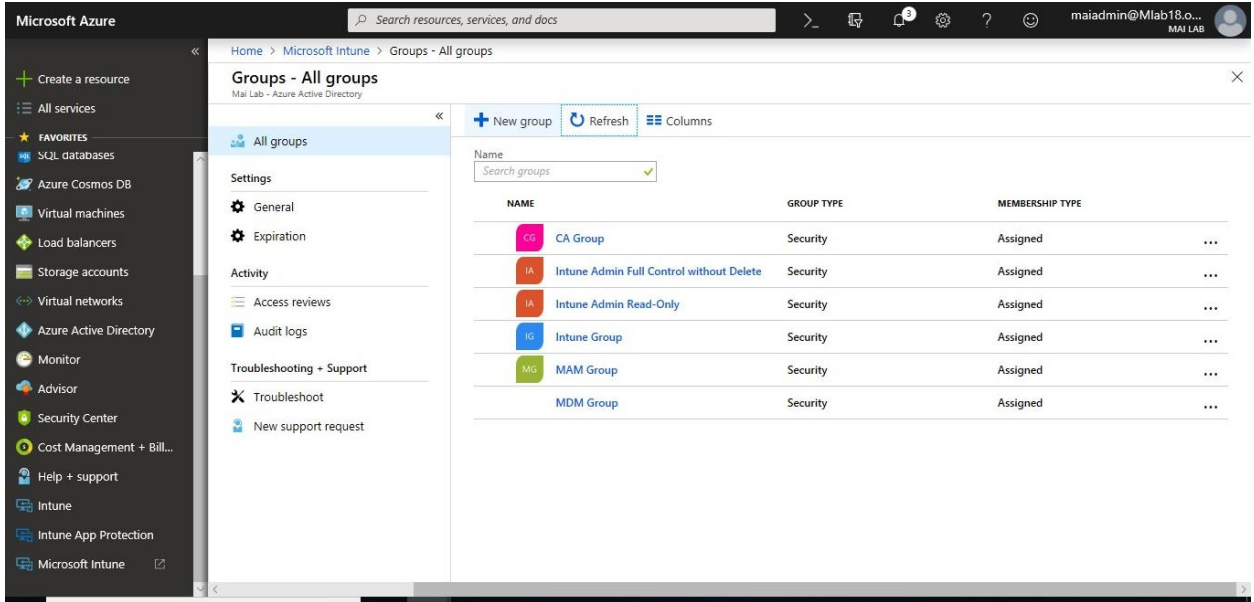 Microsoft Azure
Search resources, services, and docs
3
maiadmin@Mlab18.o...
MAI LAB
Home > Microsoft Intune > Groups - All groups
Groups - All groups
Mai Lab - Azure Active Directory
Create a resource
All services
FAVORITES
SQL databases
Azure Cosmos DB
Virtual machines
Load balancers
Storage accounts
Virtual networks
Azure Active Directory
Monitor
Advisor
Security Center
Cost Management + Bill...
Help + support
Intune
Intune App Protection
Microsoft Intune
All groups
Settings
General
Expiration
Activity
Access reviews
Audit logs
Troubleshooting + Support
Troubleshoot
New support request
New group Refresh Columns
Name
Search groups
NAME GROUP TYPE MEMBERSHIP TYPE
CG CA Group Security Assigned ...
IA Intune Admin Full Control without Delete Security Assigned ...
IA Intune Admin Read-Only Security Assigned ...
IG Intune Group Security Assigned ...
MG MAM Group Security Assigned ...
MDM Group Security Assigned ...